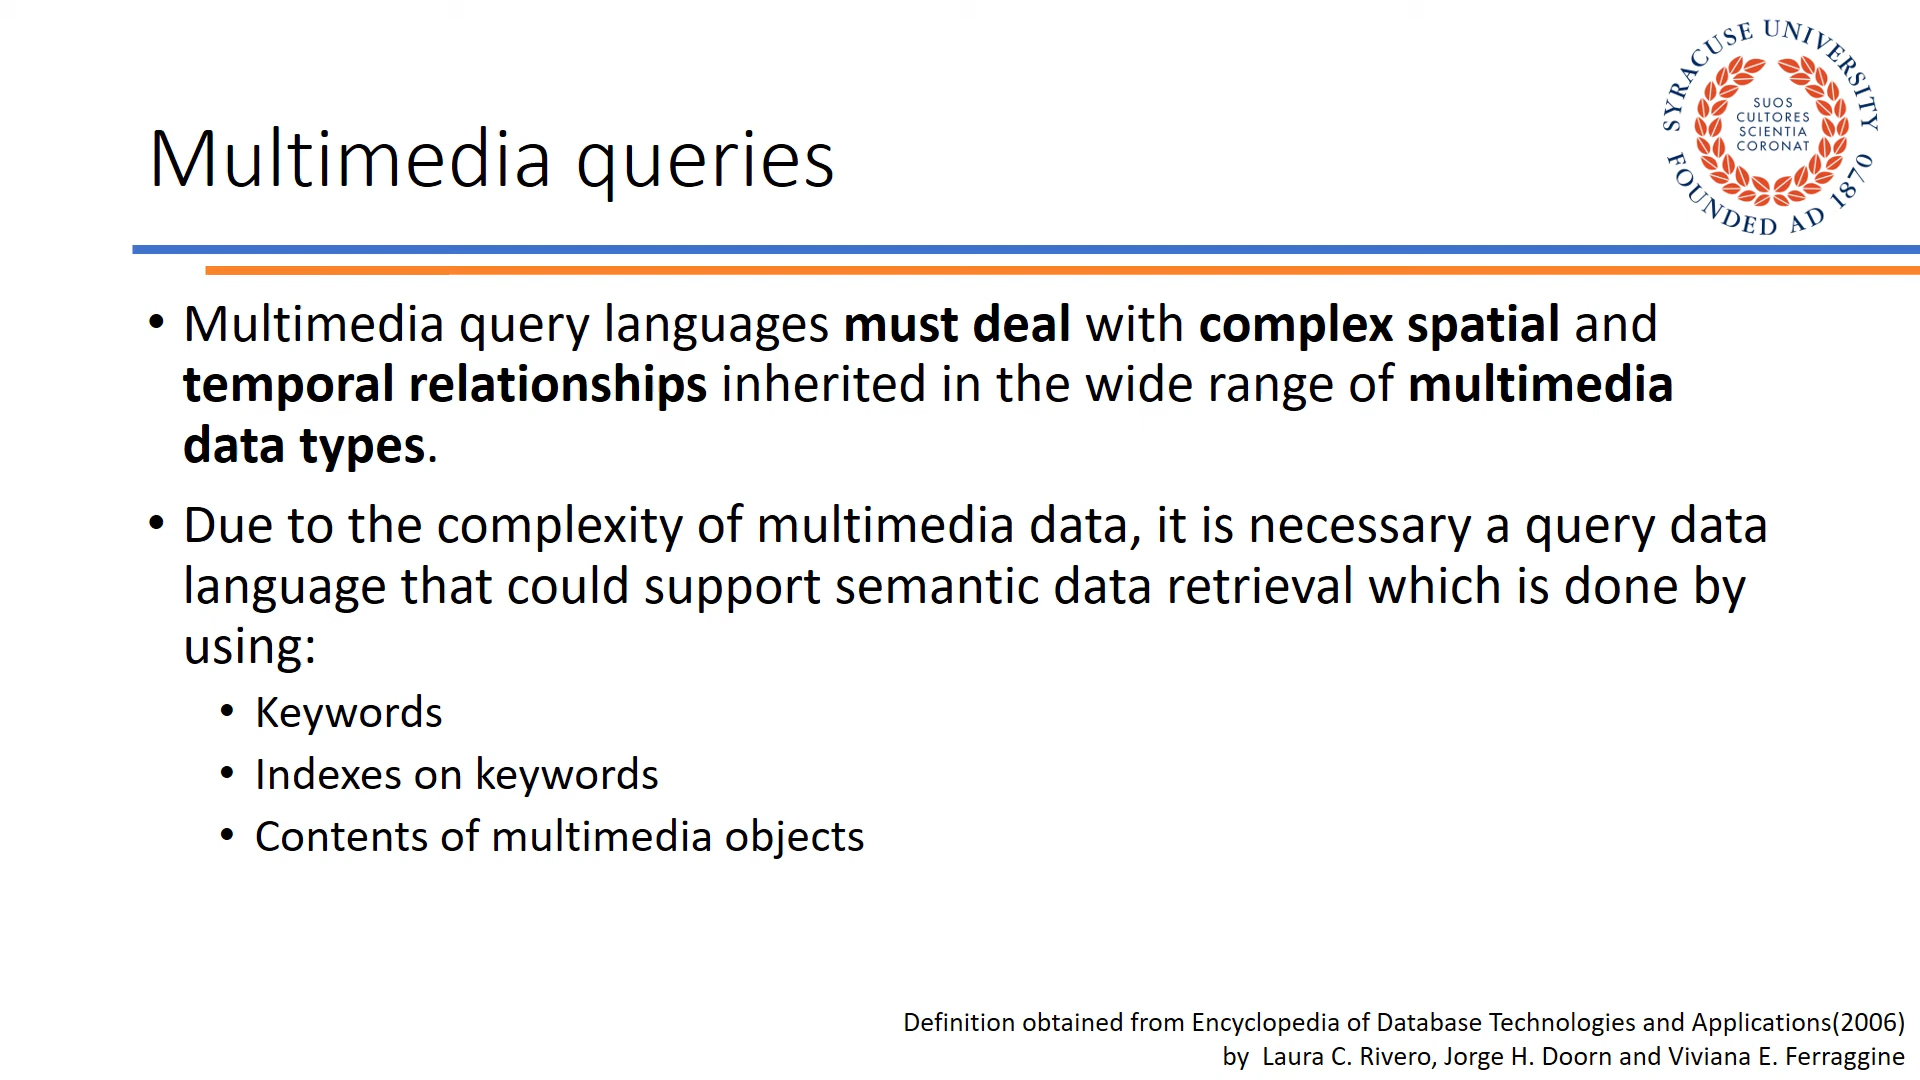 SYRACUSE UNIVERSITY
FOUNDED AD 1870
SUOS
CULTORES
SCIENTIA
CORONAT
Multimedia queries
• Multimedia query languages must deal with complex spatial and
temporal relationships inherited in the wide range of multimedia
data types.
• Due to the complexity of multimedia data, it is necessary a query data
language that could support semantic data retrieval which is done by
using:
• Keywords
• Indexes on keywords
• Contents of multimedia objects
Definition obtained from Encyclopedia of Database Technologies and Applications(2006)
by Laura C. Rivero, Jorge H. Doorn and Viviana E. Ferraggine